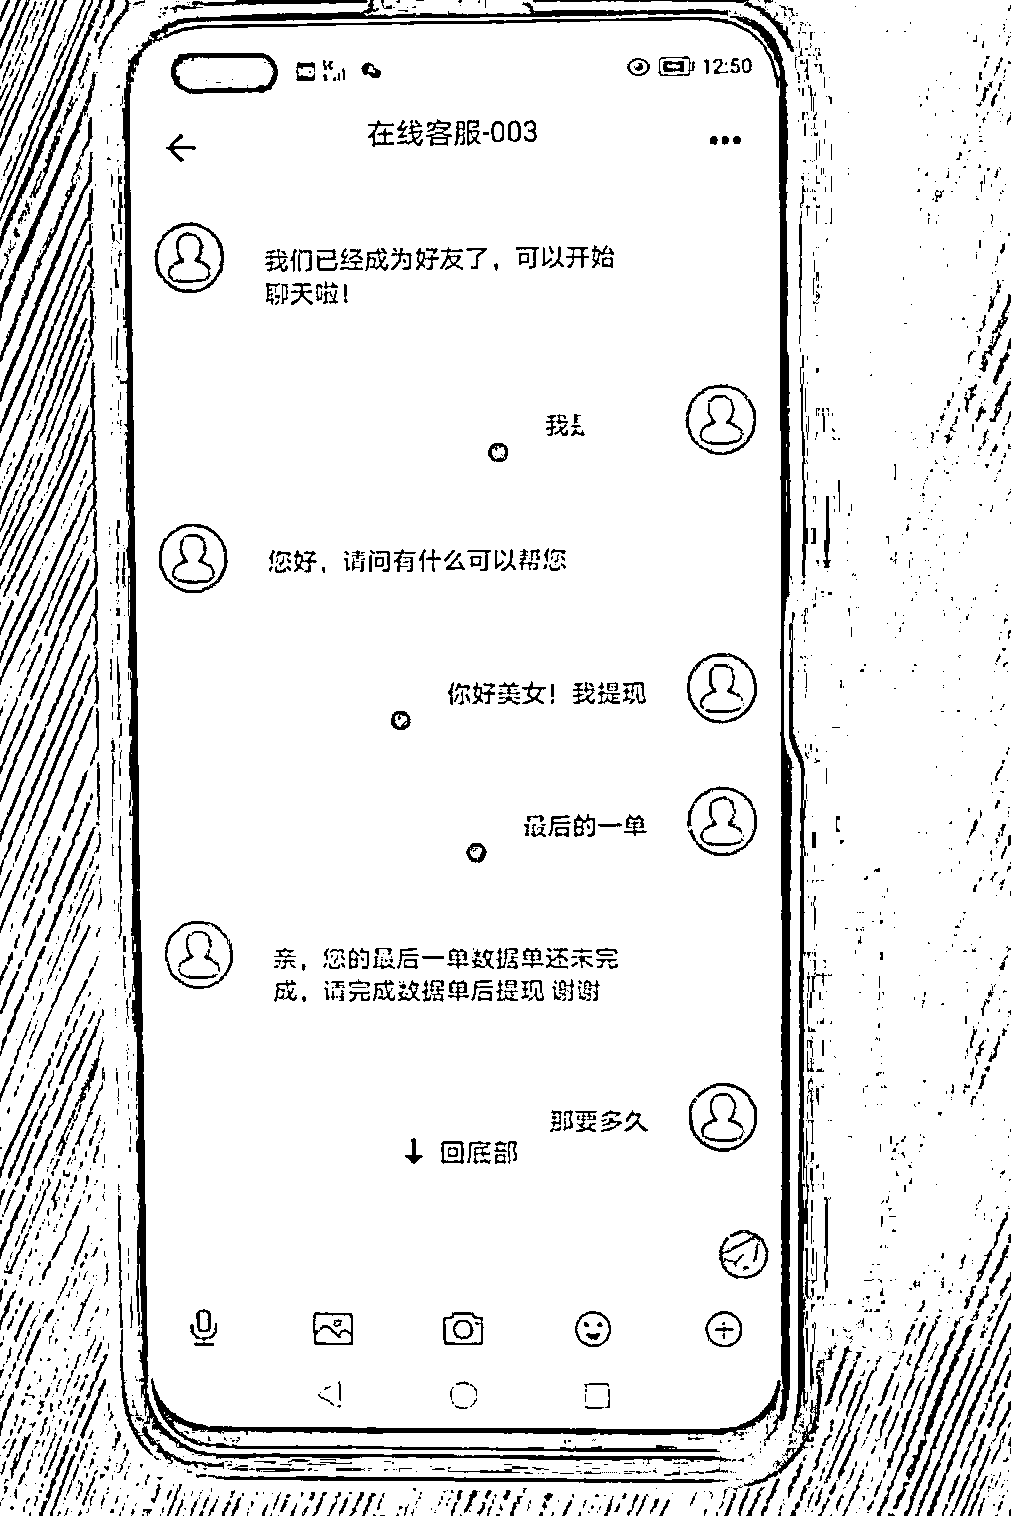 12:50
在线客服-003
我们已经成为好友了，可以开始
聊天啦！
我
您好，请问有什么可以帮您
你好美女！我提现
最后的一单
亲，您的最后一单数据单还未完
成，请完成数据单后提现 谢谢
那要多久
回底部